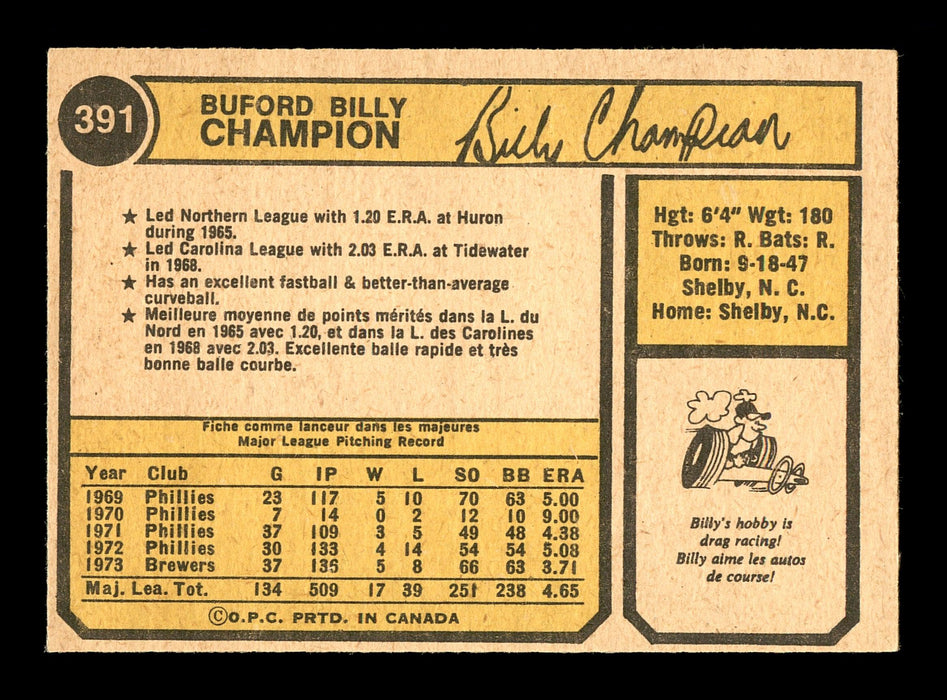 391
BUFORD BILLY
CHAMPION
Billy Champion
★ Led Northern League with 1.20 E.R.A. at Huron
during 1965.
★ Led Carolina League with 2.03 E.R.A. at Tidewater
in 1968.
★ Has an excellent fastball & better-than-average
curveball.
★ Meilleure moyenne de points mérités dans la L. du
Nord en 1965 avec 1.20, et dans la L. des Carolines
en 1968 avec 2.03. Excellente balle rapide et très
bonne balle courbe.
Hgt: 6'4" Wgt: 180
Throws: R. Bats: R.
Born: 9-18-47
Shelby, N. C.
Home: Shelby, N.C.
Fiche comme lanceur dans les majeures
Major League Pitching Record
Year Club G IP W L SO BB ERA
1969 Phillies 23 117 5 10 70 63 5.00
1970 Phillies 7 14 0 2 12 10 9.00
1971 Phillies 37 109 3 5 49 48 4.38
1972 Phillies 30 133 4 14 54 54 5.08
1973 Brewers 37 136 5 8 66 63 3.71
Maj. Lea. Tot. 134 509 17 39 251 238 4.65
©O.P.C. PRTD. IN CANADA
Billy's hobby is
drag racing!
Billy aime les autos
de course!